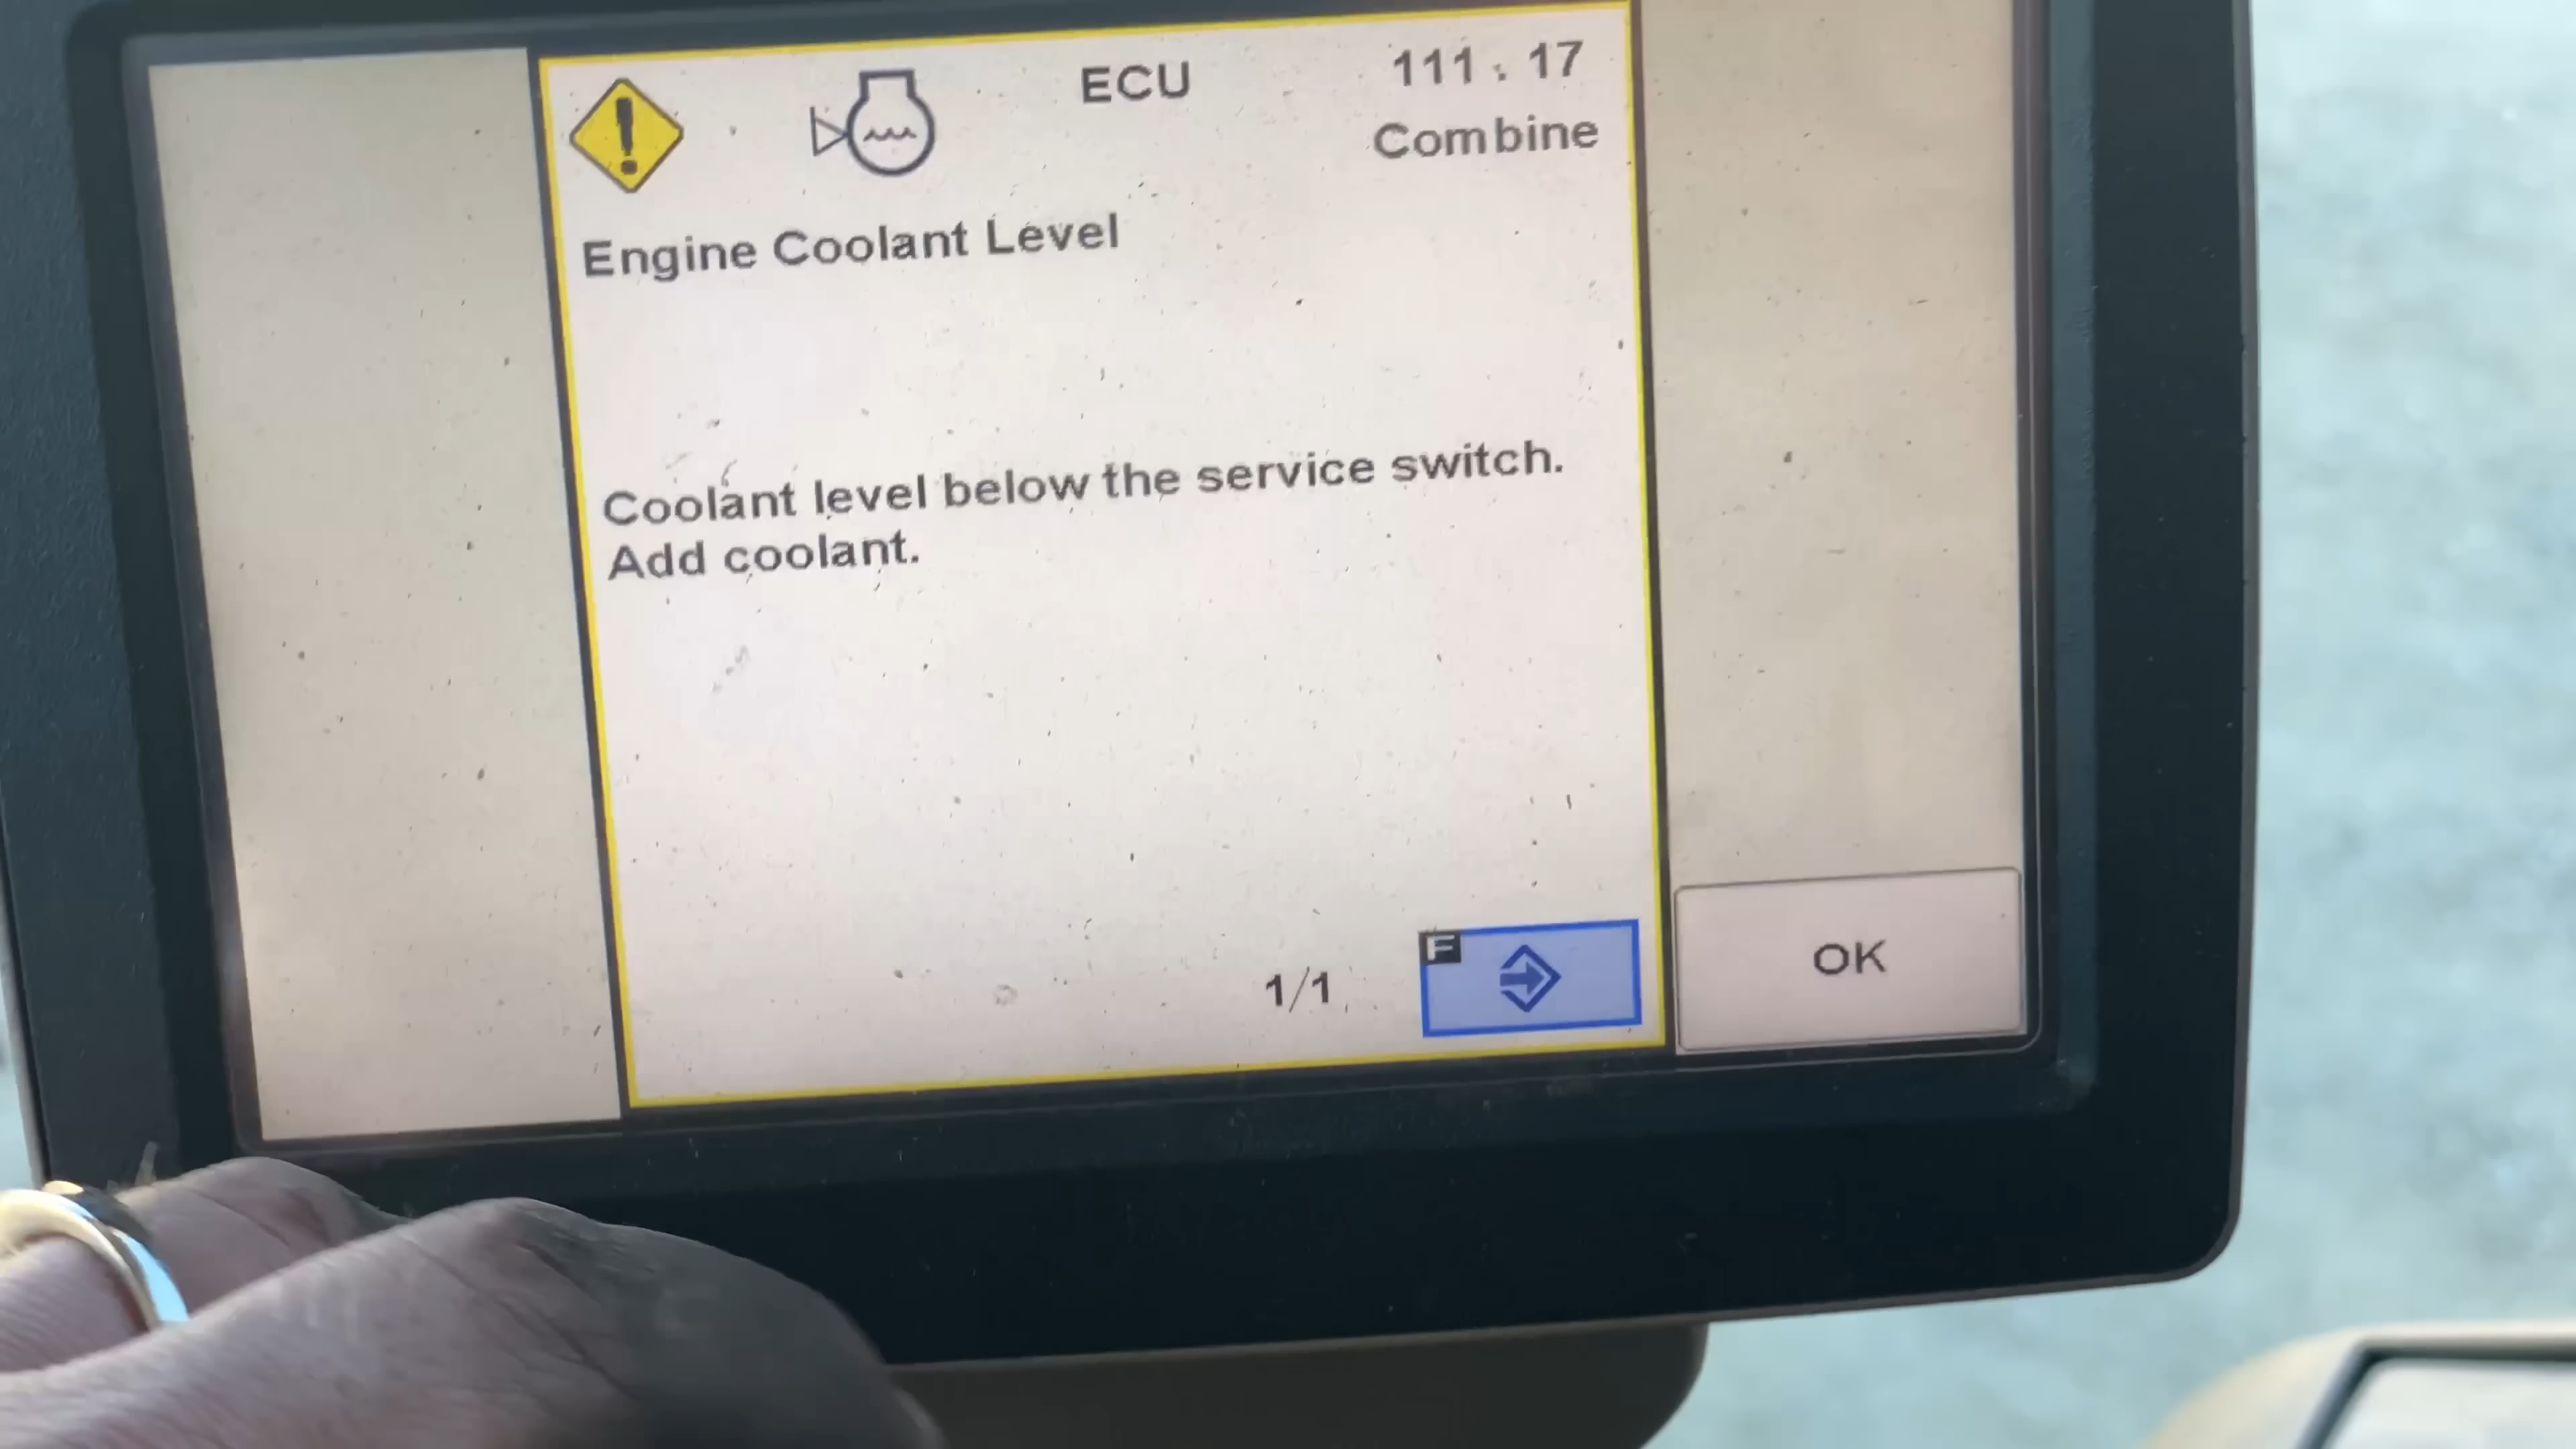 ECU
111.17
Combine
Engine Coolant Level
Coolant level below the service switch.
Add coolant.
F
1/1
OK